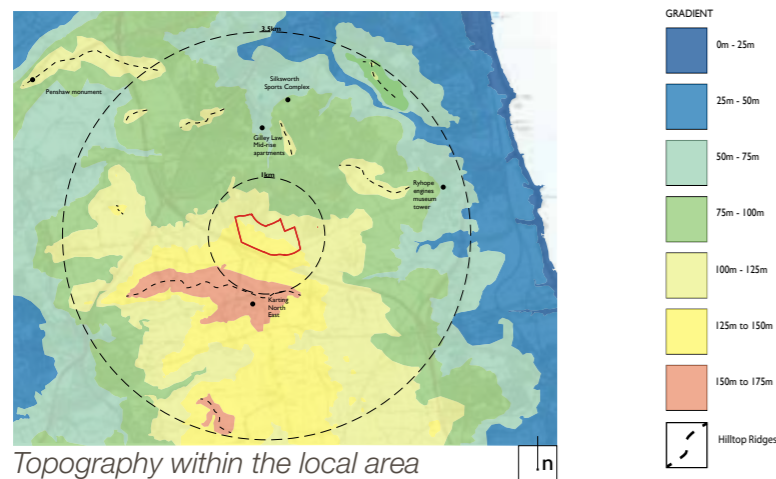 3.5km
Penshaw monument
Silksworth
Sports Complex
Gilley Law
Mid-rise
apartments
1km
Ryhope
engines
museum
tower
Karting
North
East
Topography within the local area
n
GRADIENT
0m - 25m
25m - 50m
50m - 75m
75m - 100m
100m - 125m
125m to 150m
150m to 175m
Hilltop Ridges